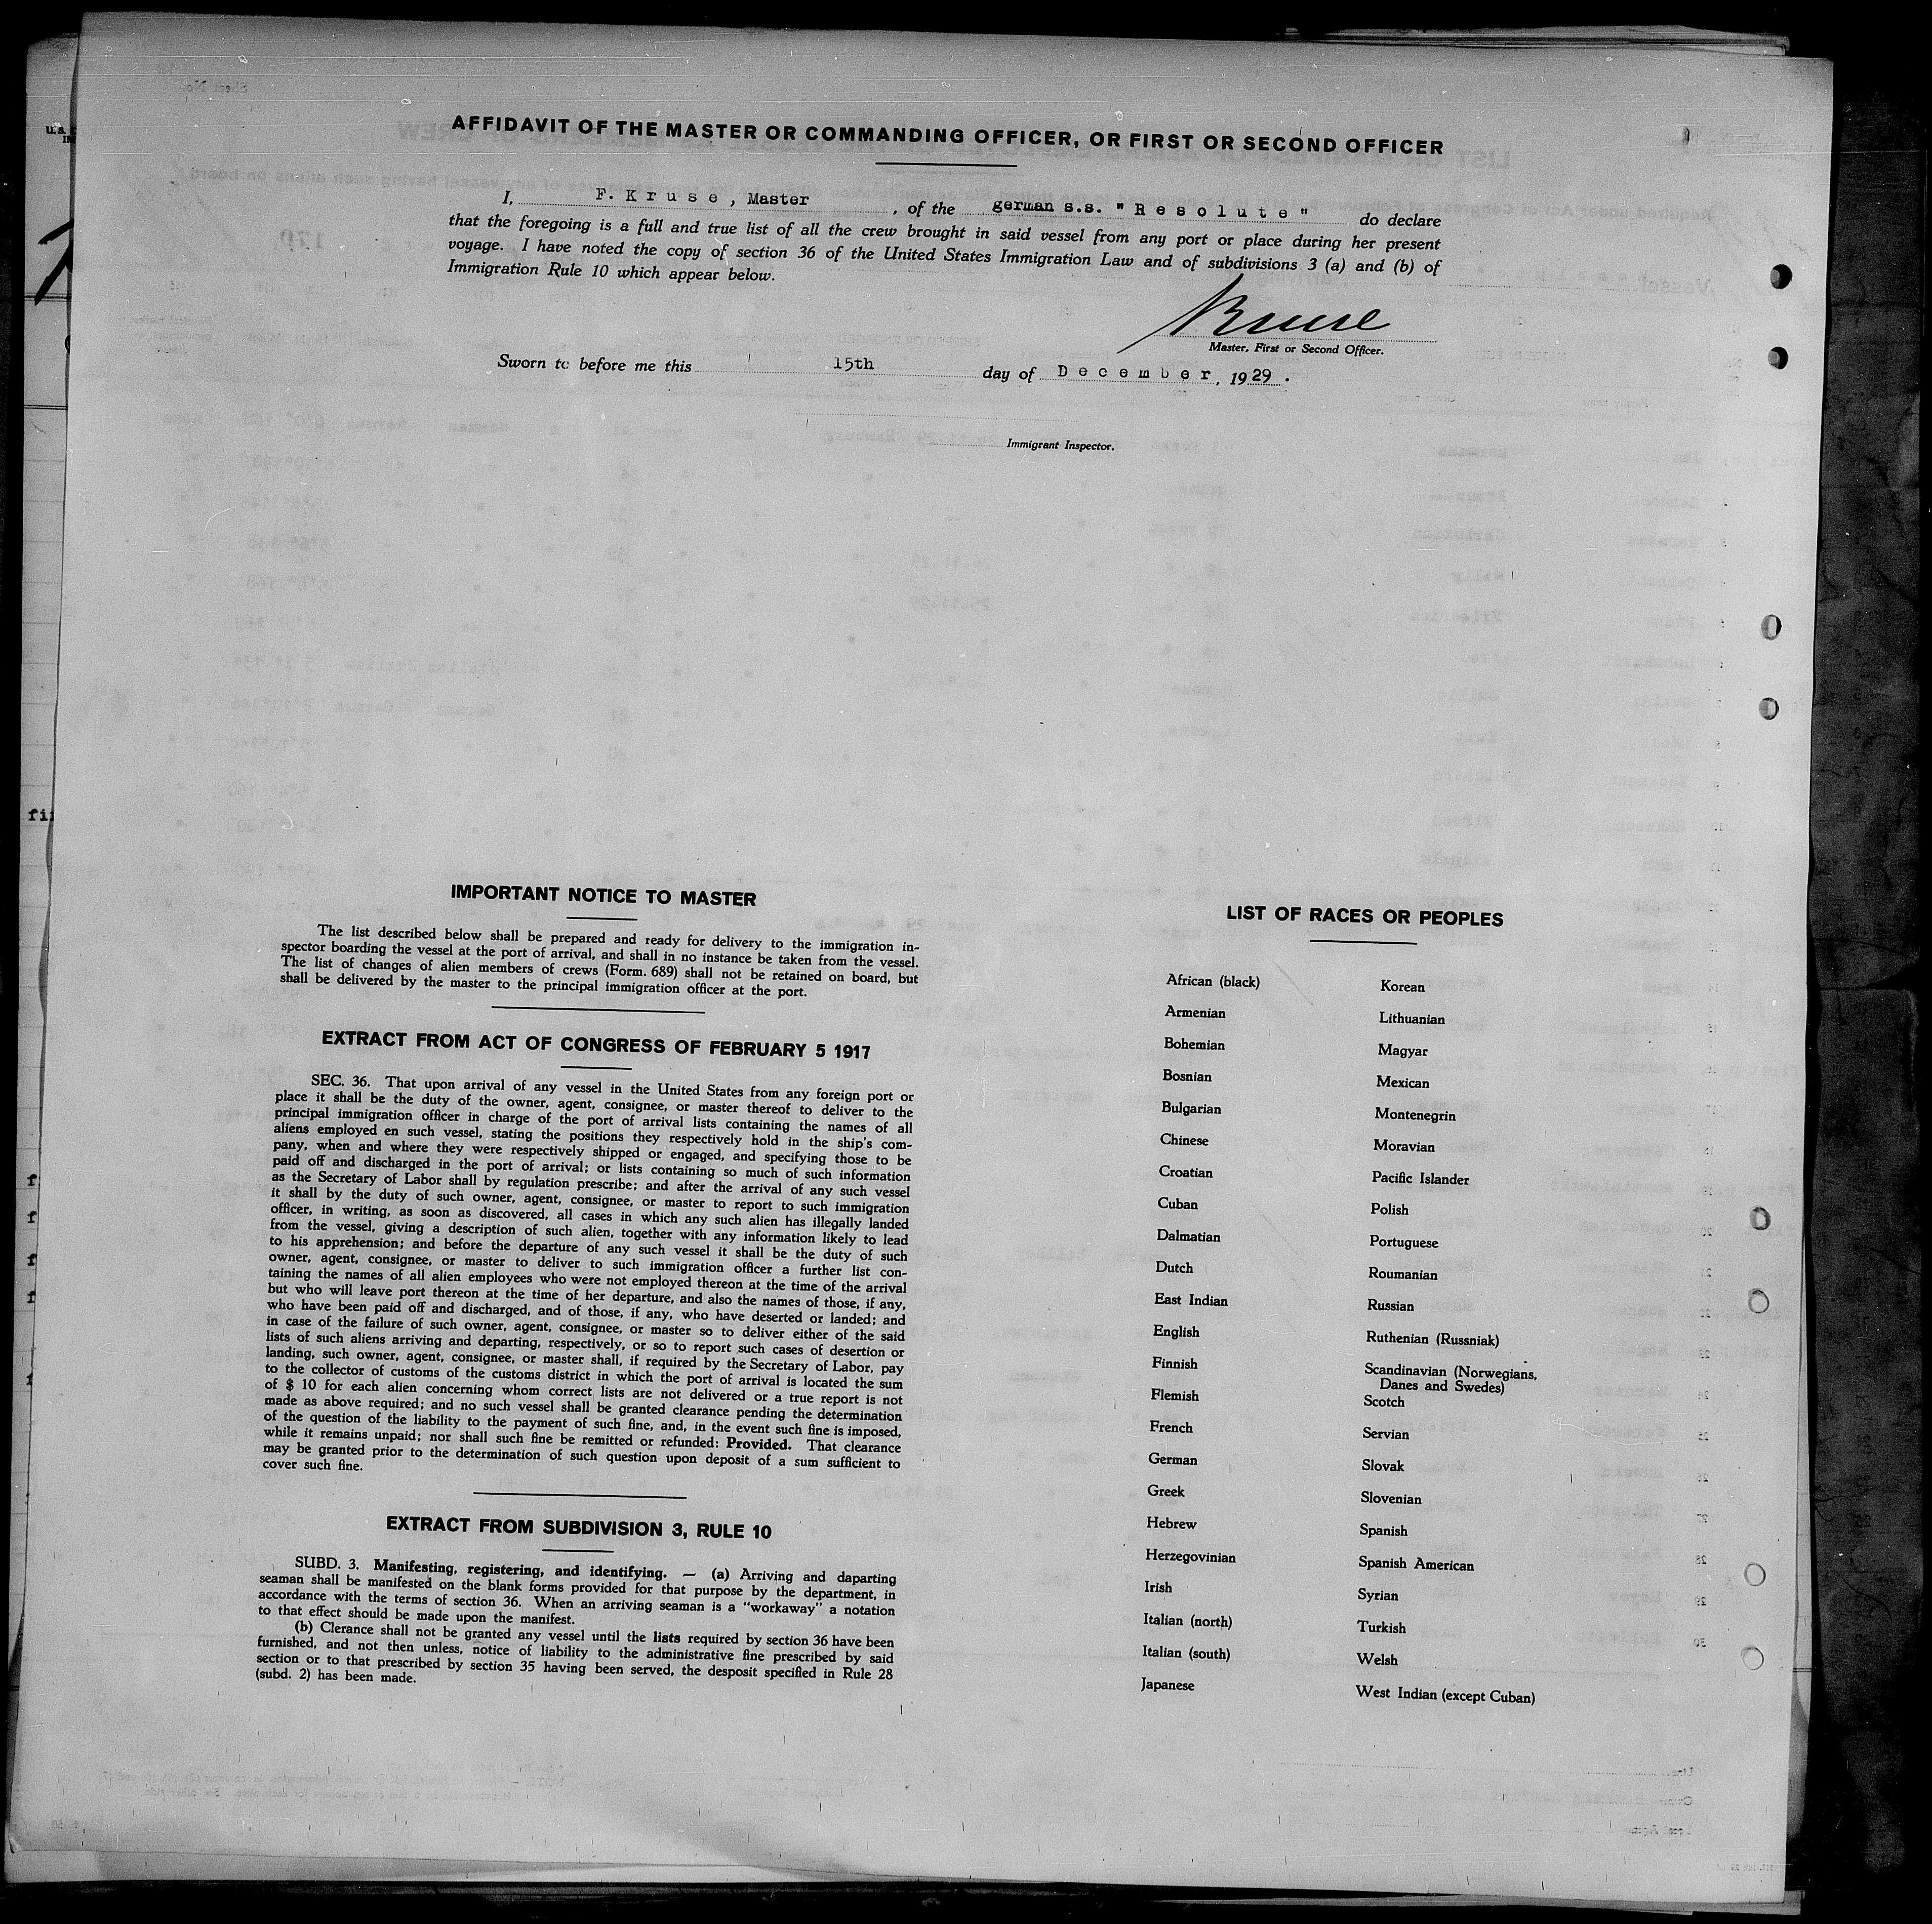 AFFIDAVIT OF THE MASTER OR COMMANDING OFFICER, OR FIRST OR SECOND OFFICER
I, F. Kruse, Master, of the german s.s. "Resolute" do declare
that the foregoing is a full and true list of all the crew brought in said vessel from any port or place during her present
voyage. I have noted the copy of section 36 of the United States Immigration Law and of subdivisions 3 (a) and (b) of
Immigration Rule 10 which appear below.
Kruse
Master, First or Second Officer.
Sworn to before me this 15th day of December, 1929.
Immigrant Inspector.
IMPORTANT NOTICE TO MASTER
The list described below shall be prepared and ready for delivery to the immigration in-
spector boarding the vessel at the port of arrival, and shall in no instance be taken from the vessel.
The list of changes of alien members of crews (Form. 689) shall not be retained on board, but
shall be delivered by the master to the principal immigration officer at the port.
EXTRACT FROM ACT OF CONGRESS OF FEBRUARY 5 1917
SEC. 36. That upon arrival of any vessel in the United States from any foreign port or
place it shall be the duty of the owner, agent, consignee, or master thereof to deliver to the
principal immigration officer in charge of the port of arrival lists containing the names of all
aliens employed en such vessel, stating the positions they respectively hold in the ship's com-
pany, when and where they were respectively shipped or engaged, and specifying those to be
paid off and discharged in the port of arrival; or lists containing so much of such information
as the Secretary of Labor shall by regulation prescribe; and after the arrival of any such vessel
it shall by the duty of such owner, agent, consignee, or master to report to such immigration
officer, in writing, as soon as discovered, all cases in which any such alien has illegally landed
from the vessel, giving a description of such alien, together with any information likely to lead
to his apprehension; and before the departure of any such vessel it shall be the duty of such
owner, agent, consignee, or master to deliver to such immigration officer a further list con-
taining the names of all alien employees who were not employed thereon at the time of the arrival
but who will leave port thereon at the time of her departure, and also the names of those, if any,
who have been paid off and discharged, and of those, if any, who have deserted or landed; and
in case of the failure of such owner, agent, consignee, or master so to deliver either of the said
lists of such aliens arriving and departing, respectively, or so to report such cases of desertion or
landing, such owner, agent, consignee, or master shall, if required by the Secretary of Labor, pay
to the collector of customs of the customs district in which the port of arrival is located the sum
of $ 10 for each alien concerning whom correct lists are not delivered or a true report is not
made as above required; and no such vessel shall be granted clearance pending the determination
of the question of the liability to the payment of such fine, and, in the event such fine is imposed,
while it remains unpaid; nor shall such fine be remitted or refunded: Provided. That clearance
may be granted prior to the determination of such question upon deposit of a sum sufficient to
cover such fine.
EXTRACT FROM SUBDIVISION 3, RULE 10
SUBD. 3. Manifesting, registering, and identifying. — (a) Arriving and daparting
seaman shall be manifested on the blank forms provided for that purpose by the department, in
accordance with the terms of section 36. When an arriving seaman is a "workaway" a notation
to that effect should be made upon the manifest.
(b) Clerance shall not be granted any vessel until the lists required by section 36 have been
furnished, and not then unless, notice of liability to the administrative fine prescribed by said
section or to that prescribed by section 35 having been served, the desposit specified in Rule 28
(subd. 2) has been made.
LIST OF RACES OR PEOPLES
African (black)
Armenian
Bohemian
Bosnian
Bulgarian
Chinese
Croatian
Cuban
Dalmatian
Dutch
East Indian
English
Finnish
Flemish
French
German
Greek
Hebrew
Herzegovinian
Irish
Italian (north)
Italian (south)
Japanese
Korean
Lithuanian
Magyar
Mexican
Montenegrin
Moravian
Pacific Islander
Polish
Portuguese
Roumanian
Russian
Ruthenian (Russniak)
Scandinavian (Norwegians,
Danes and Swedes)
Scotch
Servian
Slovak
Slovenian
Spanish
Spanish American
Syrian
Turkish
Welsh
West Indian (except Cuban)